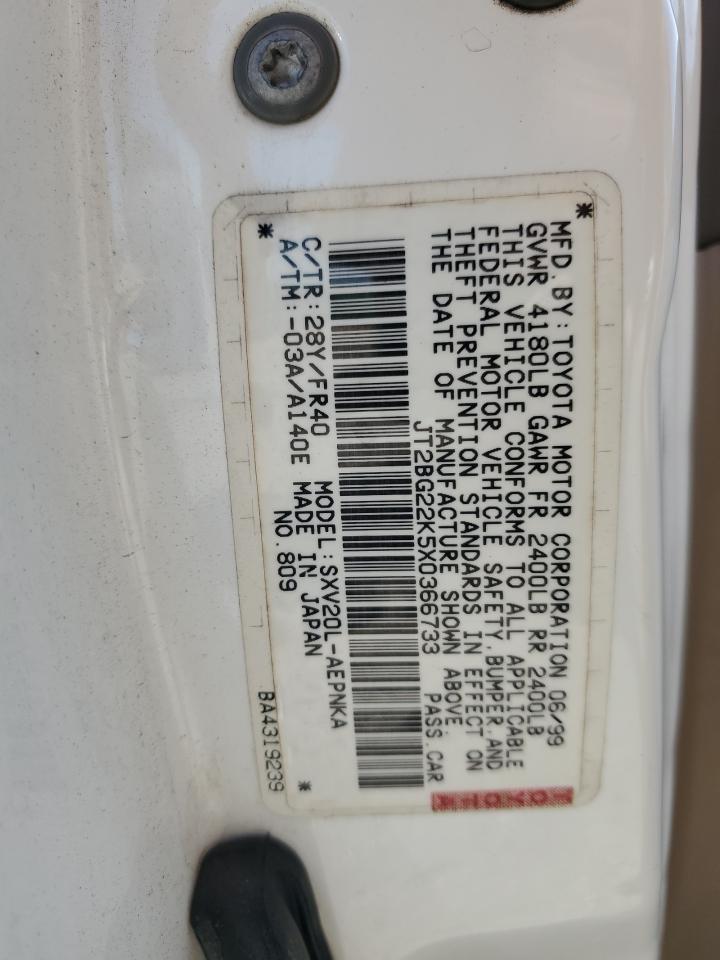 *
MFD. BY: TOYOTA MOTOR CORPORATION 06/99
GVWR 4180LB GAWR FR 2400LB RR 2400LB
THIS VEHICLE CONFORMS TO ALL APPLICABLE
FEDERAL MOTOR VEHICLE SAFETY, BUMPER, AND
THEFT PREVENTION STANDARDS IN EFFECT ON
THE DATE OF MANUFACTURE SHOWN ABOVE.
JT2BG22K5X0366733 PASS. CAR
C/TR: 28Y/FR40 MODEL: SXV20L-AEPNKA
A/TM: -03A/A140E MADE IN JAPAN
* NO. 809 *
BA4319239
TOYOTA